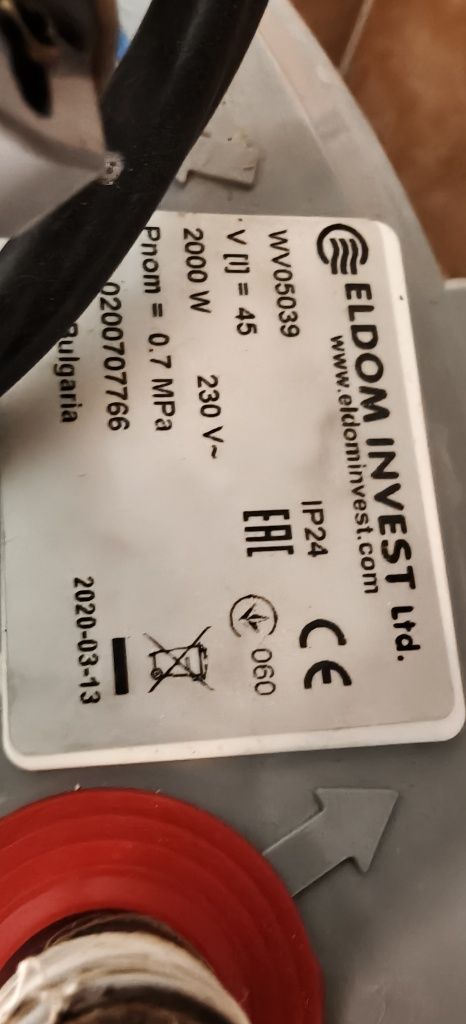 ELDOM INVEST Ltd.
www.eldominvest.com
WV05039 IP24
V [l] = 45
2000 W 230 V~
Pnom = 0.7 MPa
0200707766
Bulgaria
EAC
CE
060
2020-03-13